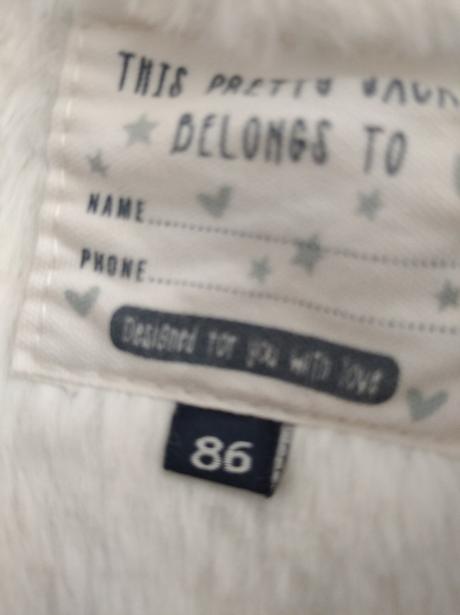 THIS PRETTY
BELONGS TO
NAME
PHONE
Designed for you with love
86